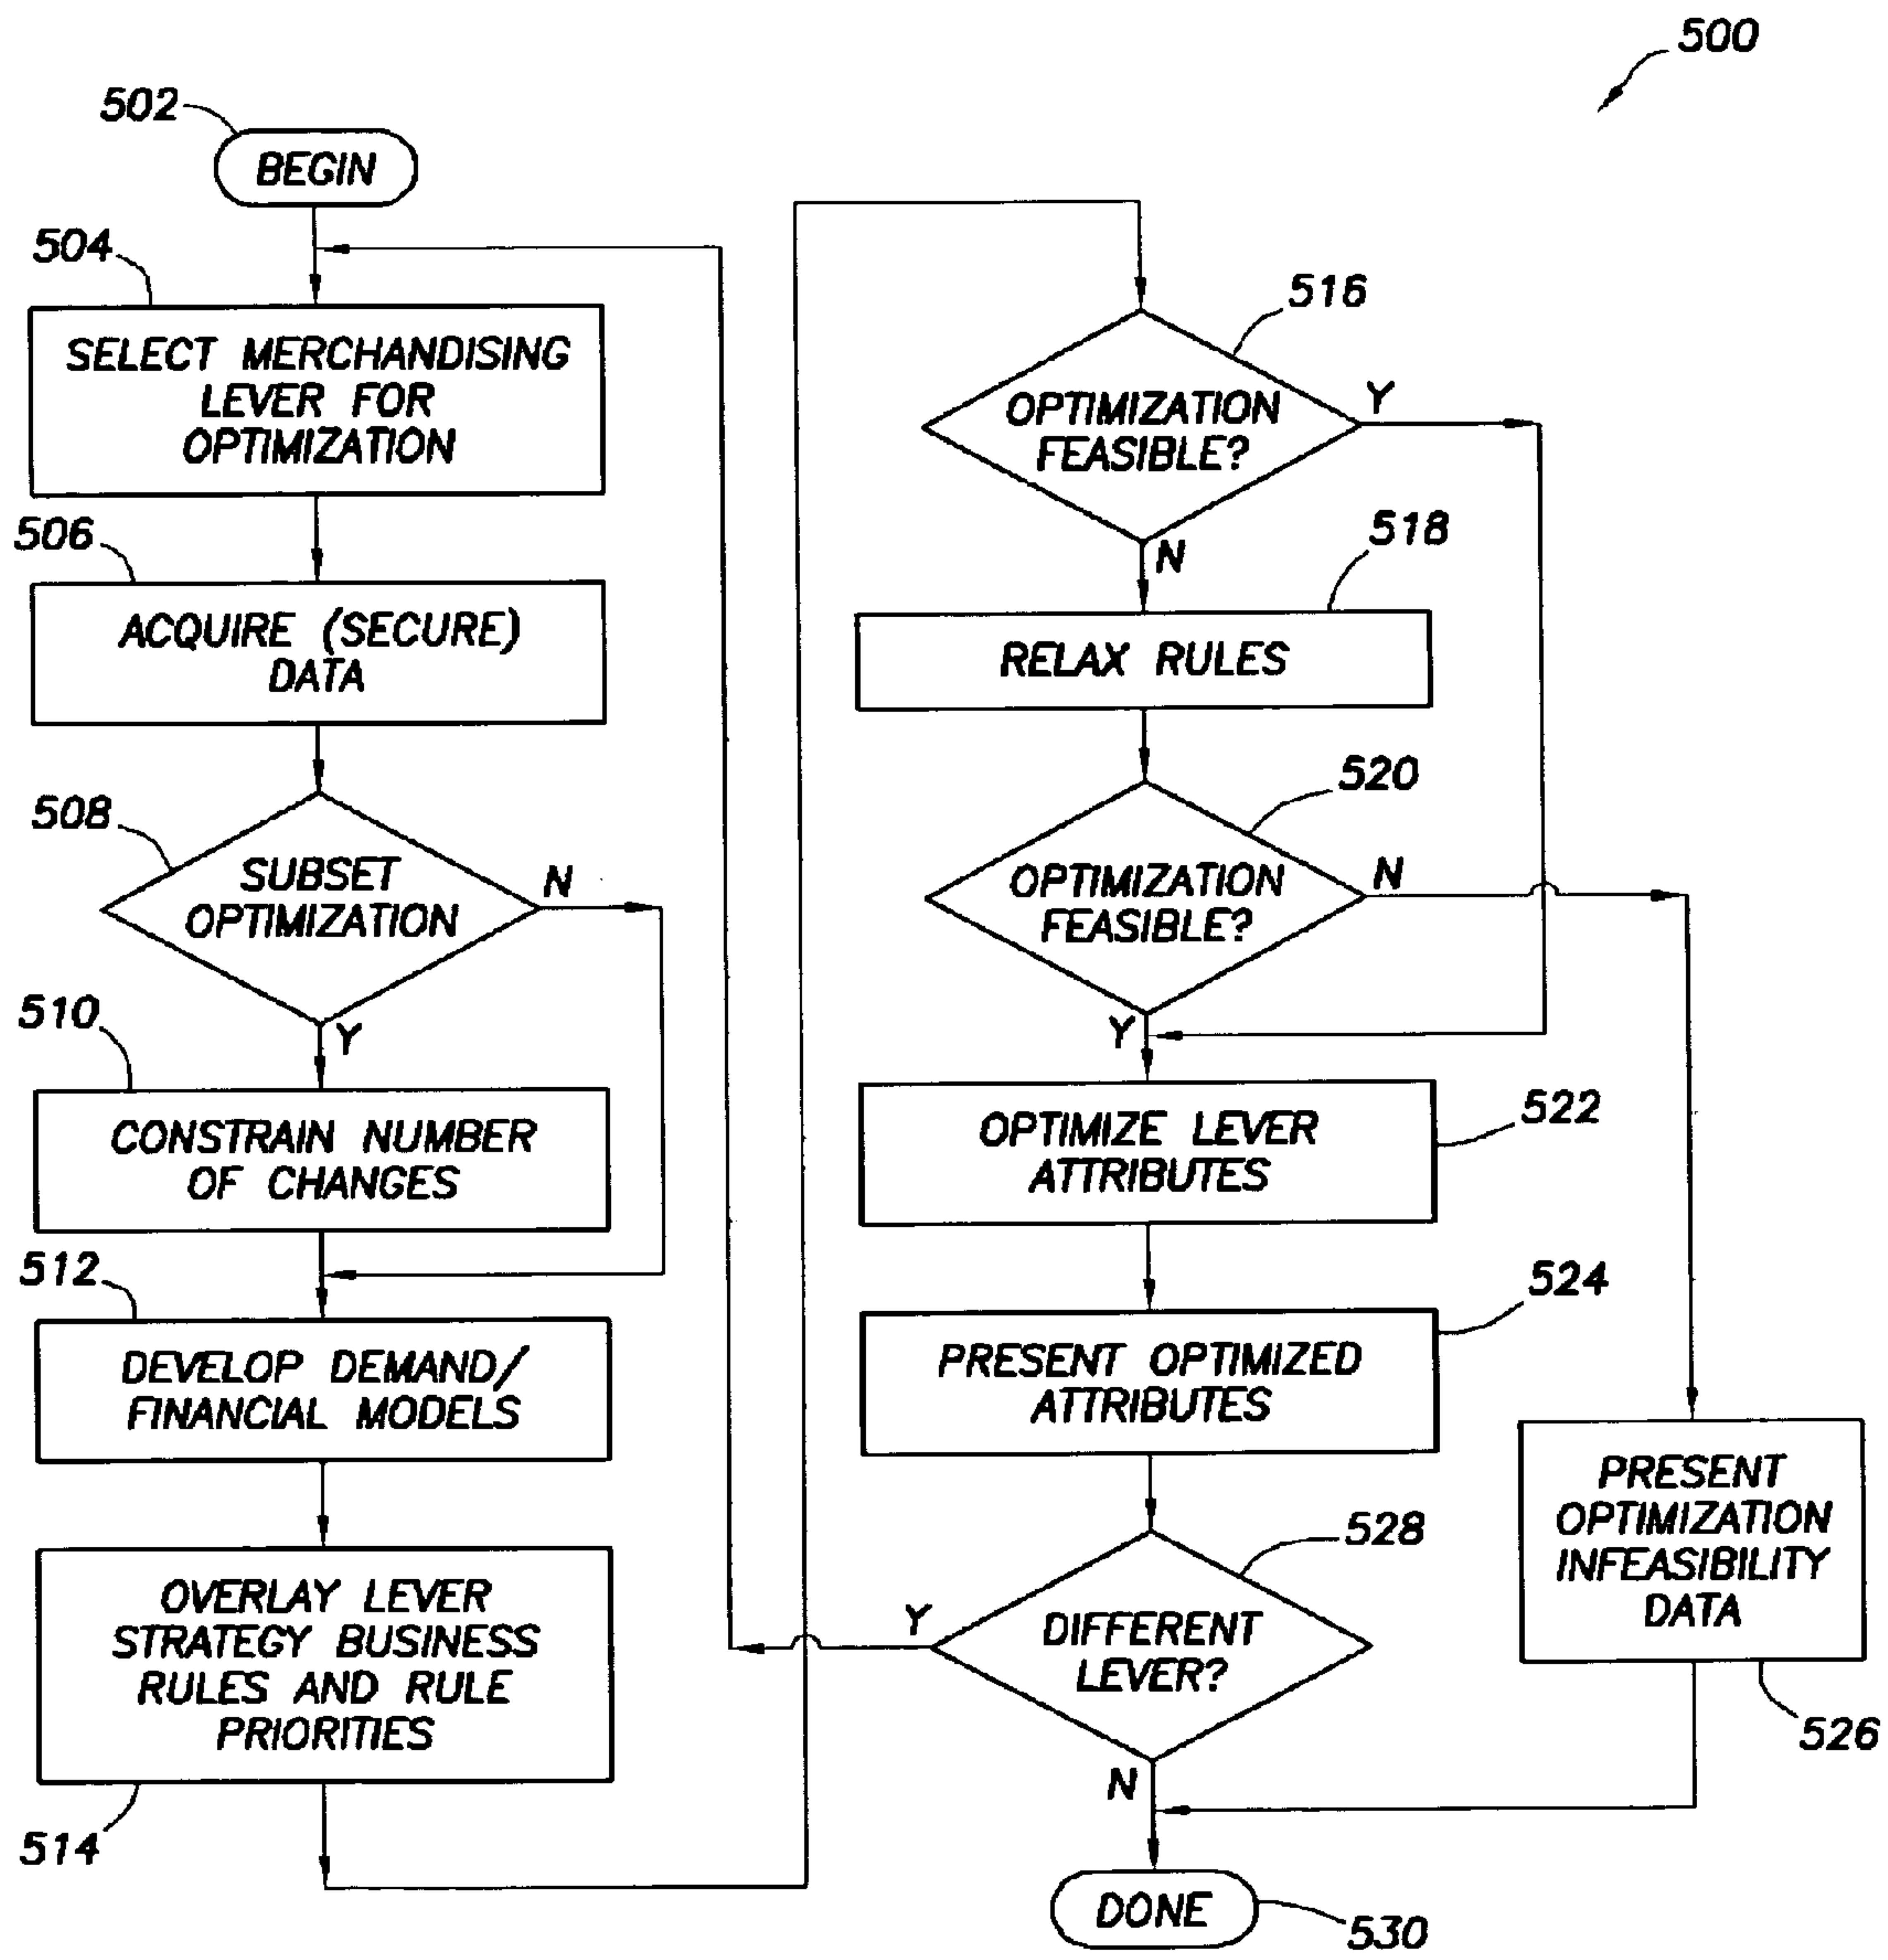 500
502
BEGIN
504
SELECT MERCHANDISING
LEVER FOR
OPTIMIZATION
506
ACQUIRE (SECURE)
DATA
508
SUBSET
OPTIMIZATION
N
Y
510
CONSTRAIN NUMBER
OF CHANGES
512
DEVELOP DEMAND/
FINANCIAL MODELS
OVERLAY LEVER
STRATEGY BUSINESS
RULES AND RULE
PRIORITIES
514
516
OPTIMIZATION
FEASIBLE?
Y
N
518
RELAX RULES
520
OPTIMIZATION
FEASIBLE?
N
Y
OPTIMIZE LEVER
ATTRIBUTES
522
PRESENT OPTIMIZED
ATTRIBUTES
524
PRESENT
OPTIMIZATION
INFEASIBILITY
DATA
526
528
DIFFERENT
LEVER?
Y
N
DONE
530